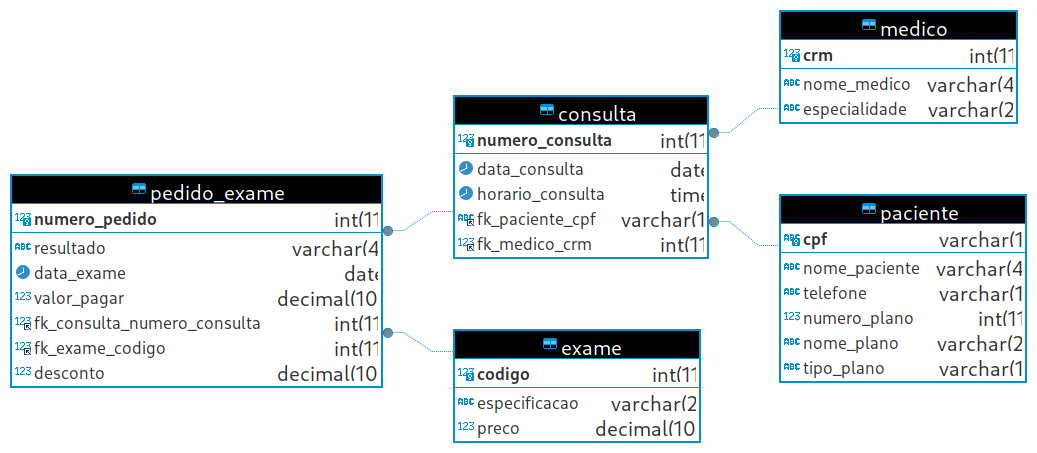 medico
crm int(11
nome_medico varchar(4
especialidade varchar(2
consulta
numero_consulta int(11
data_consulta date
horario_consulta time
fk_paciente_cpf varchar(1
fk_medico_crm int(11
pedido_exame
numero_pedido int(11
resultado varchar(4
data_exame date
valor_pagar decimal(10
fk_consulta_numero_consulta int(11
fk_exame_codigo int(11
desconto decimal(10
paciente
cpf varchar(1
nome_paciente varchar(4
telefone varchar(1
numero_plano int(11
nome_plano varchar(2
tipo_plano varchar(1
exame
codigo int(11
especificacao varchar(2
preco decimal(10